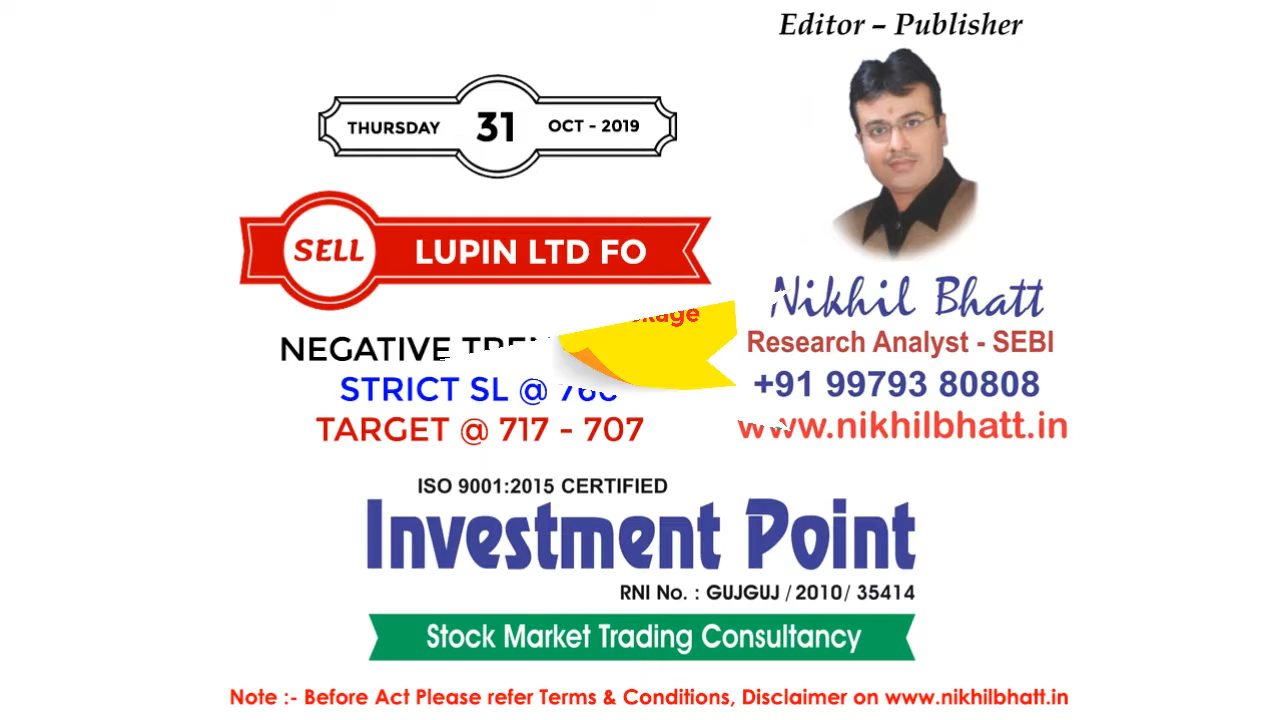 Editor – Publisher
THURSDAY 31 OCT - 2019
SELL LUPIN LTD FO
NEGATIVE
STRICT SL @
TARGET @ 717 - 707
Nikhil Bhatt
Research Analyst - SEBI
+91 99793 80808
www.nikhilbhatt.in
ISO 9001:2015 CERTIFIED
Investment Point
RNI No. : GUJGUJ / 2010/ 35414
Stock Market Trading Consultancy
Note :- Before Act Please refer Terms & Conditions, Disclaimer on www.nikhilbhatt.in